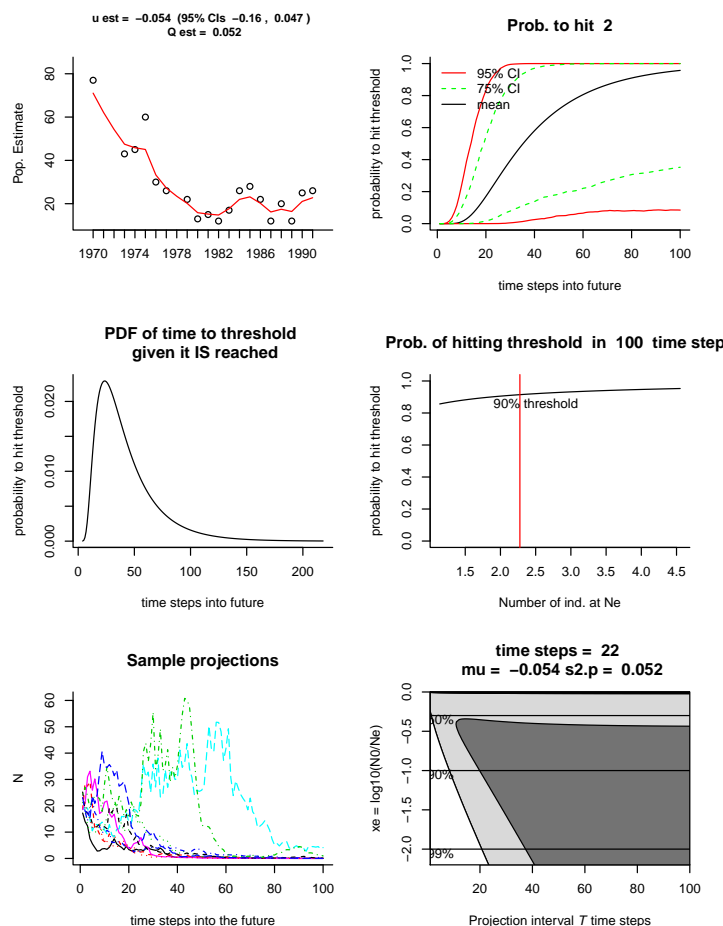 u est = −0.054 (95% CIs −0.16 , 0.047 )
Q est = 0.052
Pop. Estimate
80
60
40
20
1970 1974 1978 1982 1986 1990
Prob. to hit 2
probability to hit threshold
1.0
0.8
0.6
0.4
0.2
0.0
95% CI
75% CI
mean
0 20 40 60 80 100
time steps into future
PDF of time to threshold
given it IS reached
probability to hit threshold
0.020
0.010
0.000
0 50 100 150 200
time steps into future
Prob. of hitting threshold in 100 time step
probability to hit threshold
1.0
0.8
0.6
0.4
0.2
0.0
90% threshold
1.5 2.0 2.5 3.0 3.5 4.0 4.5
Number of ind. at Ne
Sample projections
N
60
50
40
30
20
10
0
0 20 40 60 80 100
time steps into the future
time steps = 22
mu = −0.054 s2.p = 0.052
xe = log10(N0/Ne)
0.0
−0.5
−1.0
−1.5
−2.0
90%
99%
20 40 60 80 100
Projection interval T time steps